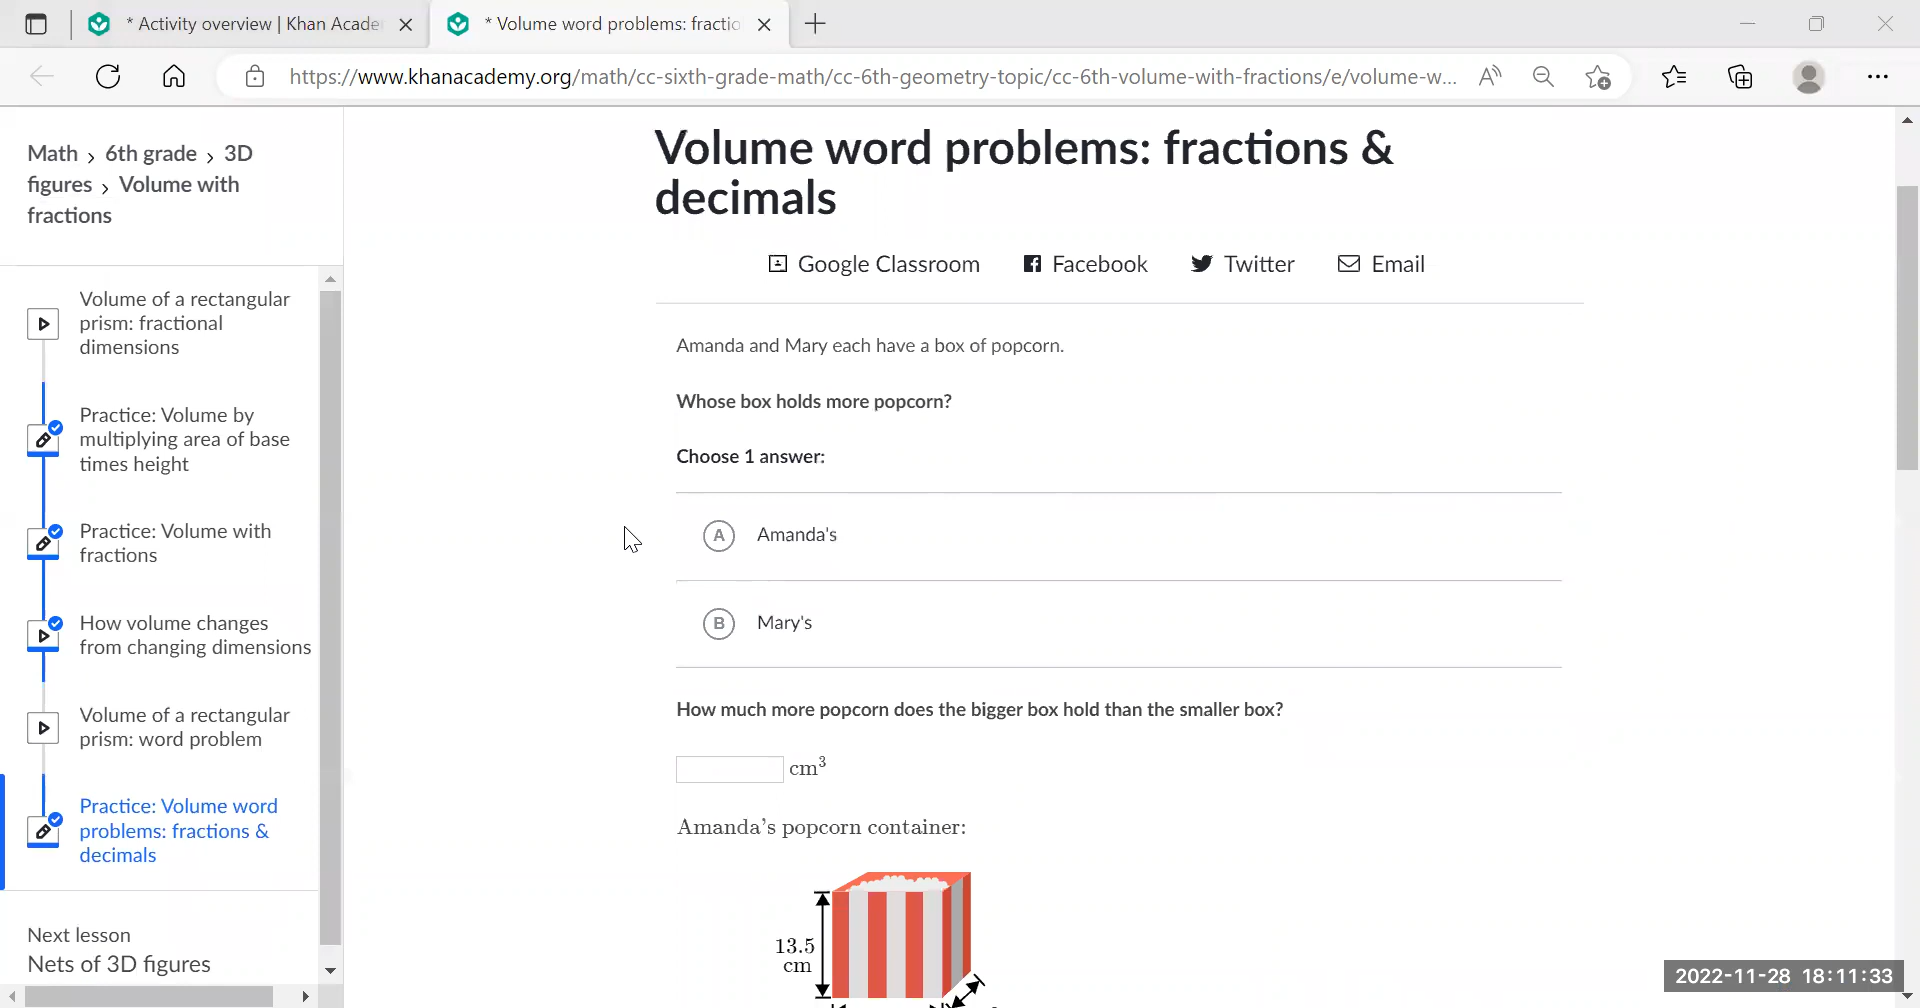 * Activity overview | Khan Acade
* Volume word problems: fractio
https://www.khanacademy.org/math/cc-sixth-grade-math/cc-6th-geometry-topic/cc-6th-volume-with-fractions/e/volume-w...
Math › 6th grade › 3D
figures › Volume with
fractions
Volume of a rectangular
prism: fractional
dimensions
Practice: Volume by
multiplying area of base
times height
Practice: Volume with
fractions
How volume changes
from changing dimensions
Volume of a rectangular
prism: word problem
Practice: Volume word
problems: fractions &
decimals
Next lesson
Nets of 3D figures
Volume word problems: fractions &
decimals
Google Classroom Facebook Twitter Email
Amanda and Mary each have a box of popcorn.
Whose box holds more popcorn?
Choose 1 answer:
A Amanda's
B Mary's
How much more popcorn does the bigger box hold than the smaller box?
cm³
Amanda's popcorn container:
13.5
cm
2022-11-28 18:11:33